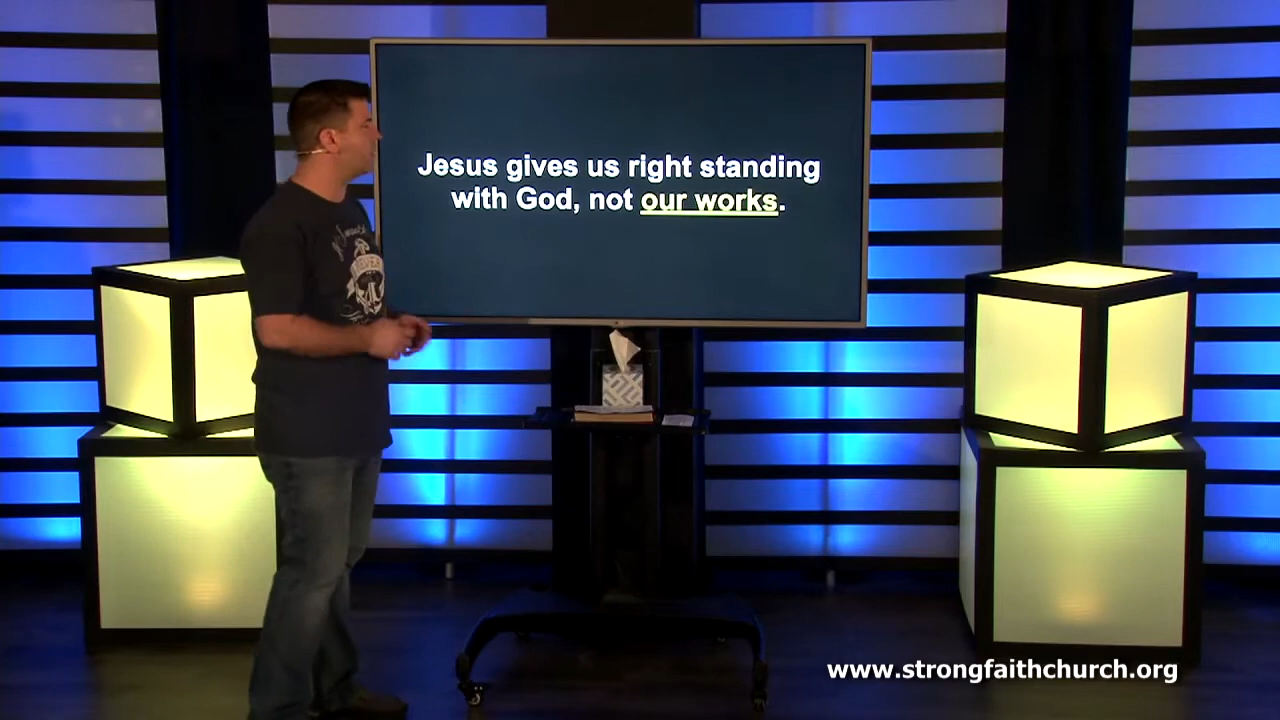 Jesus gives us right standing
with God, not our works.
www.strongfaithchurch.org